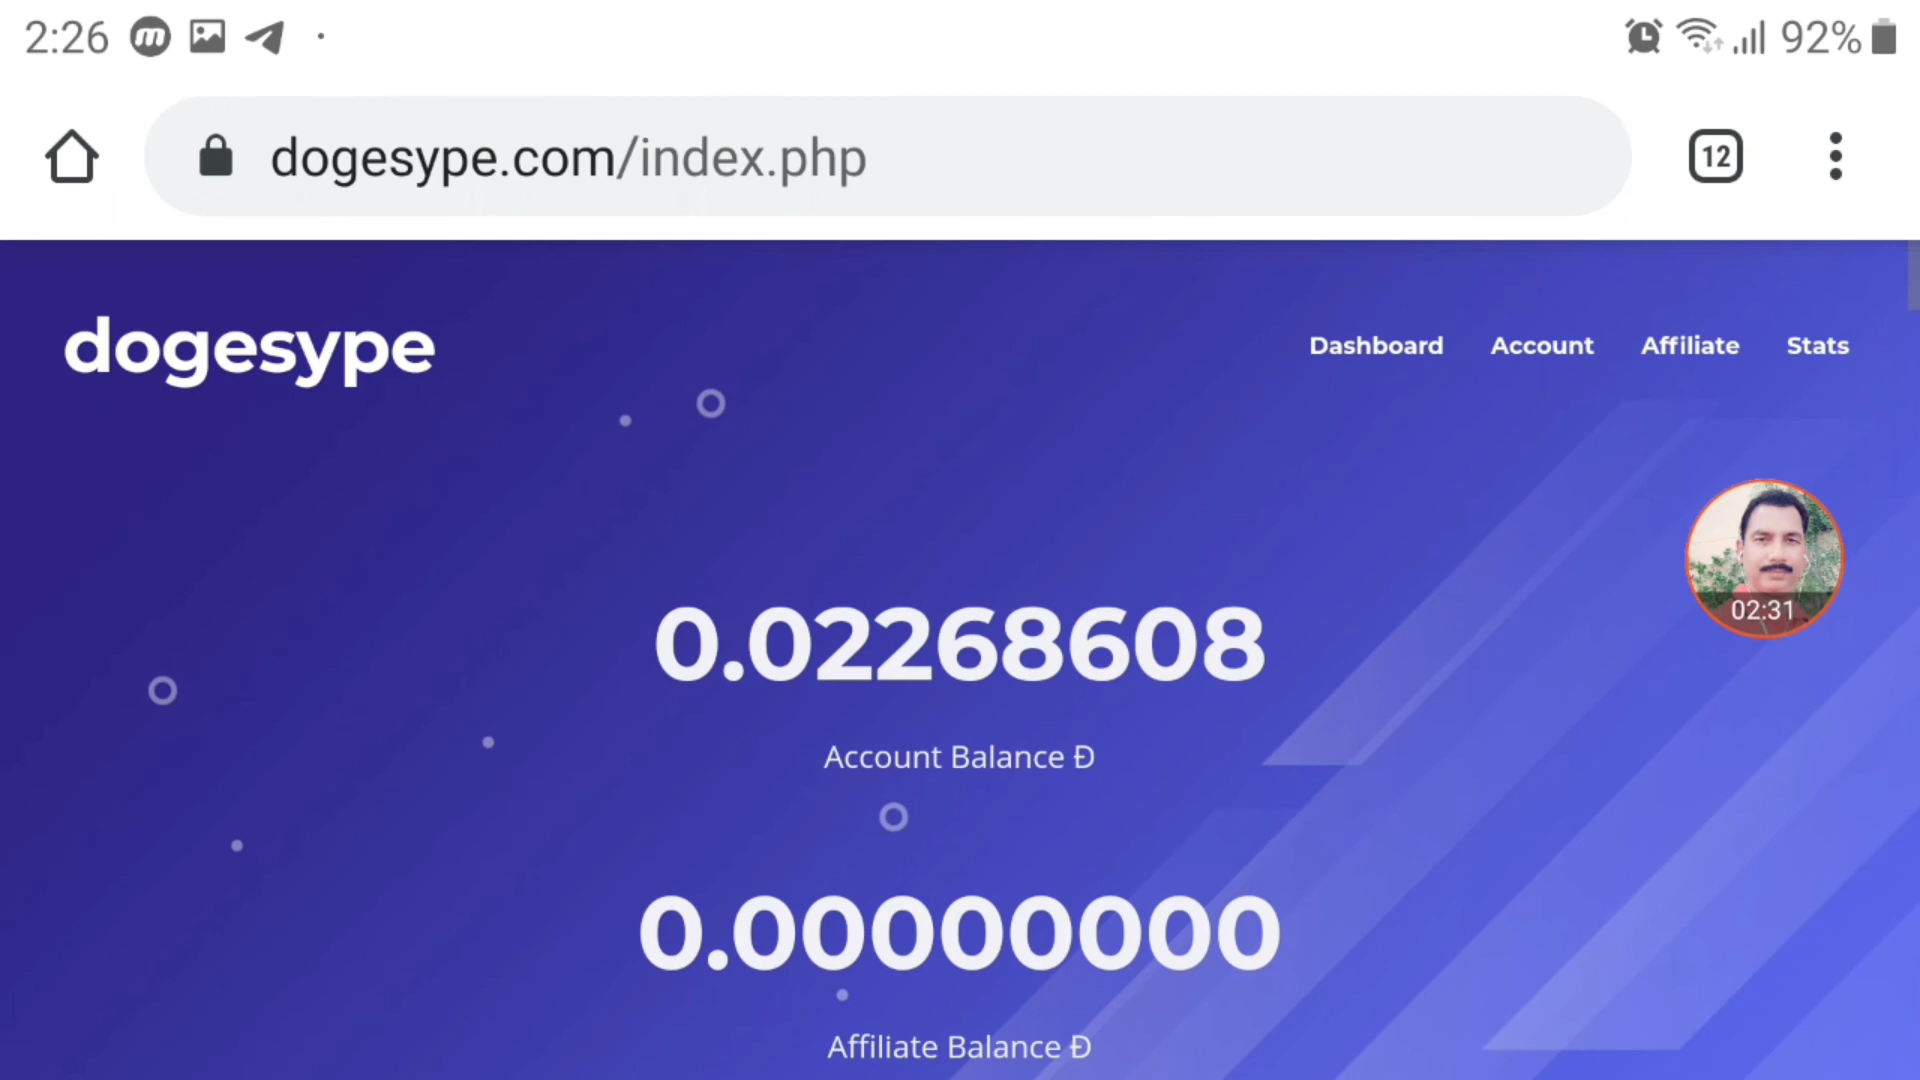 2:26 92%
dogesype.com/index.php 12
dogesype Dashboard Account Affiliate Stats
02:31
0.02268608
Account Balance Đ
0.00000000
Affiliate Balance Đ